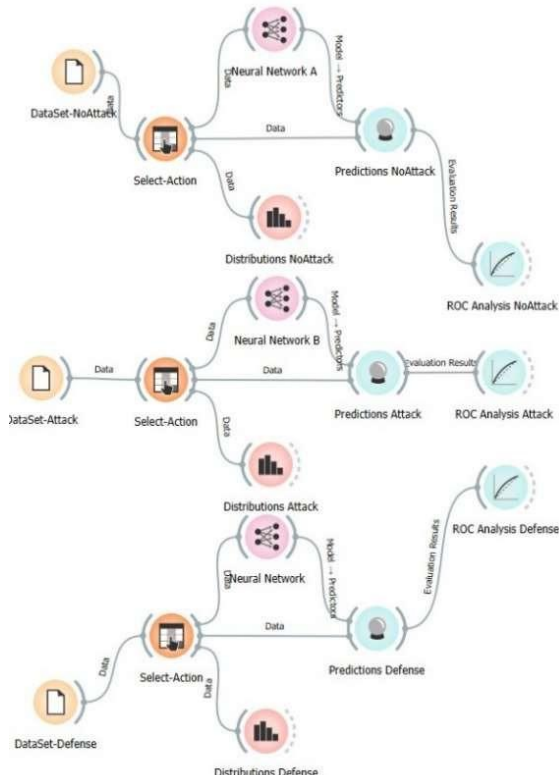 Neural Network A
Data
Model → Predictors
DataSet-NoAttack
Data
Data
Select-Action
Predictions NoAttack
Data
Evaluation Results
Distributions NoAttack
ROC Analysis NoAttack
Neural Network B
Data
Model → Predictors
Data
Data
Evaluation Results
DataSet-Attack
Select-Action
Predictions Attack
ROC Analysis Attack
Data
Distributions Attack
ROC Analysis Defense
Neural Network
Data
Model → Predictors
Evaluation Results
Data
Data
Select-Action
Predictions Defense
Data
DataSet-Defense
Distributions Defense